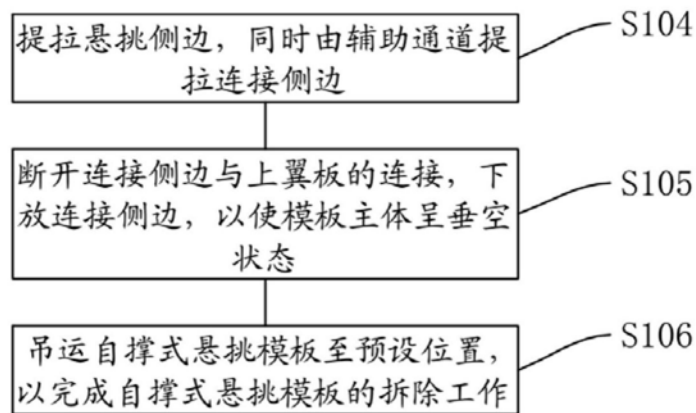 提拉悬挑侧边，同时由辅助通道提
拉连接侧边
S104
断开连接侧边与上翼板的连接，下
放连接侧边，以使模板主体呈垂空
状态
S105
吊运自撑式悬挑模板至预设位置，
以完成自撑式悬挑模板的拆除工作
S106